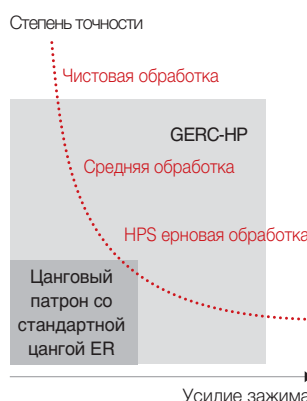 Степень точности
Чистовая обработка
GERC-HP
Средняя обработка
HPS ерновая обработка
Цанговый
патрон со
стандартной
цангой ER
Усилие зажима